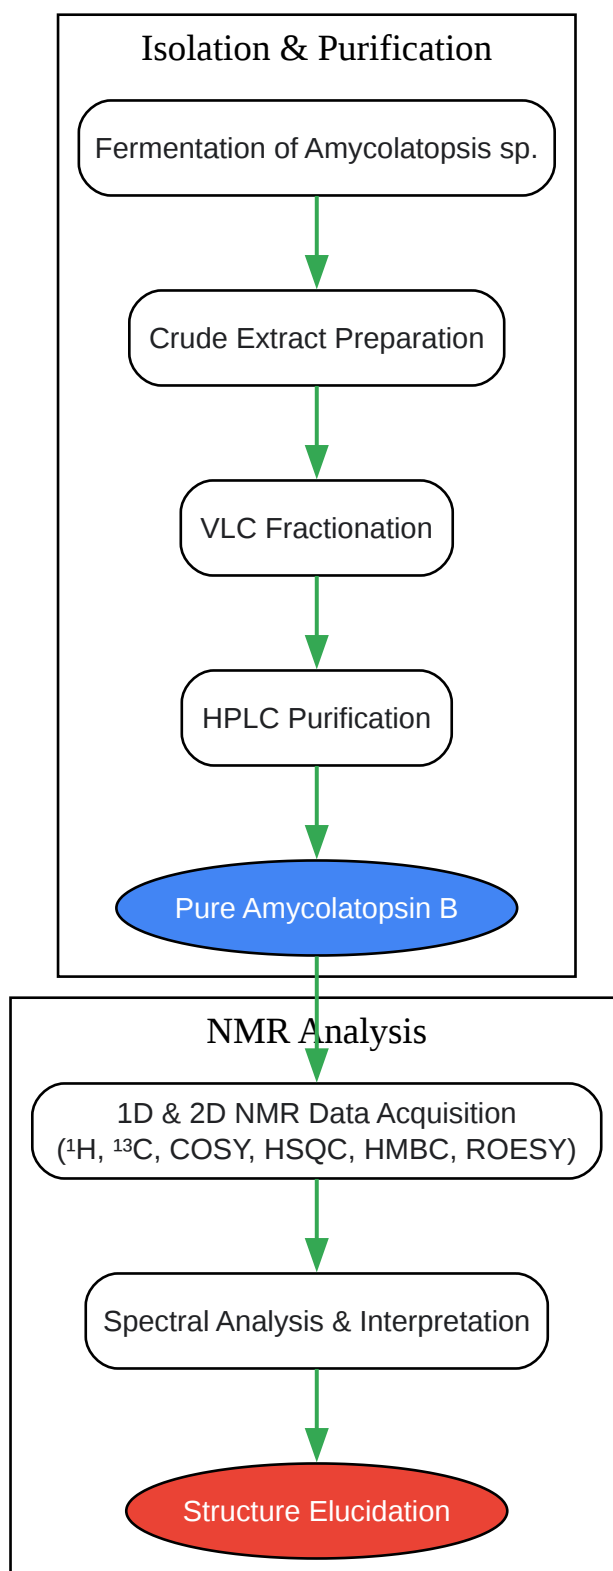 Isolation & Purification
Fermentation of Amycolatopsis sp.
Crude Extract Preparation
VLC Fractionation
HPLC Purification
Pure Amycolatopsin B
NMR Analysis
1D & 2D NMR Data Acquisition
(¹H, ¹³C, COSY, HSQC, HMBC, ROESY)
Spectral Analysis & Interpretation
Structure Elucidation